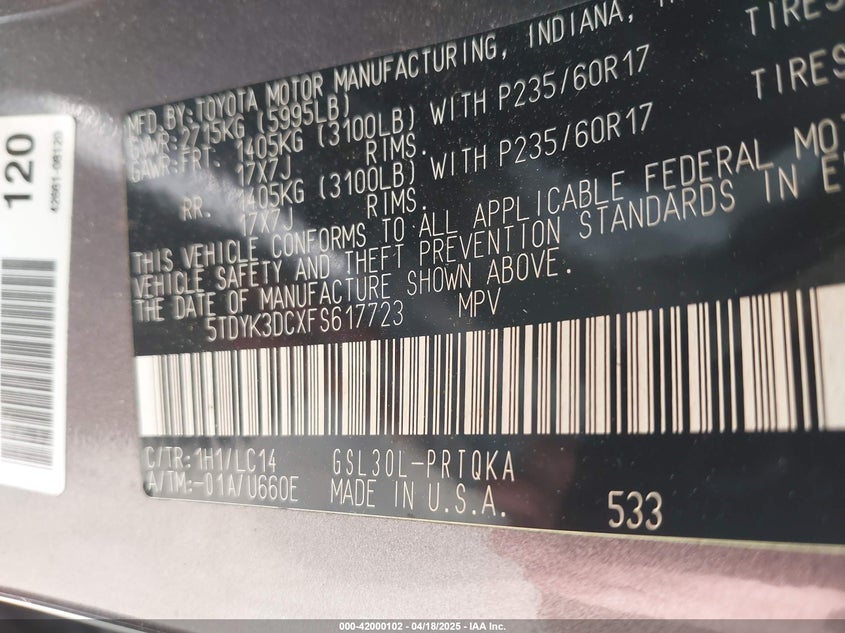 120
42661-08120
MFD. BY: TOYOTA MOTOR MANUFACTURING, INDIANA,
GVWR: 2715KG (5995LB)
GAWR: FRT. 1405KG (3100LB) WITH P235/60R17 TIRES
17X7J RIMS.
RR. 1405KG (3100LB) WITH P235/60R17 TIRES
17X7J RIMS.
THIS VEHICLE CONFORMS TO ALL APPLICABLE FEDERAL
VEHICLE SAFETY AND THEFT PREVENTION STANDARDS IN
THE DATE OF MANUFACTURE SHOWN ABOVE.
5TDYK3DCXFS617723 MPV
C/TR:1H1/LC14 GSL30L-PRTQKA
A/TM:-01A/U660E MADE IN U.S.A. 533
000-42000102 - 04/18/2025 - IAA Inc.